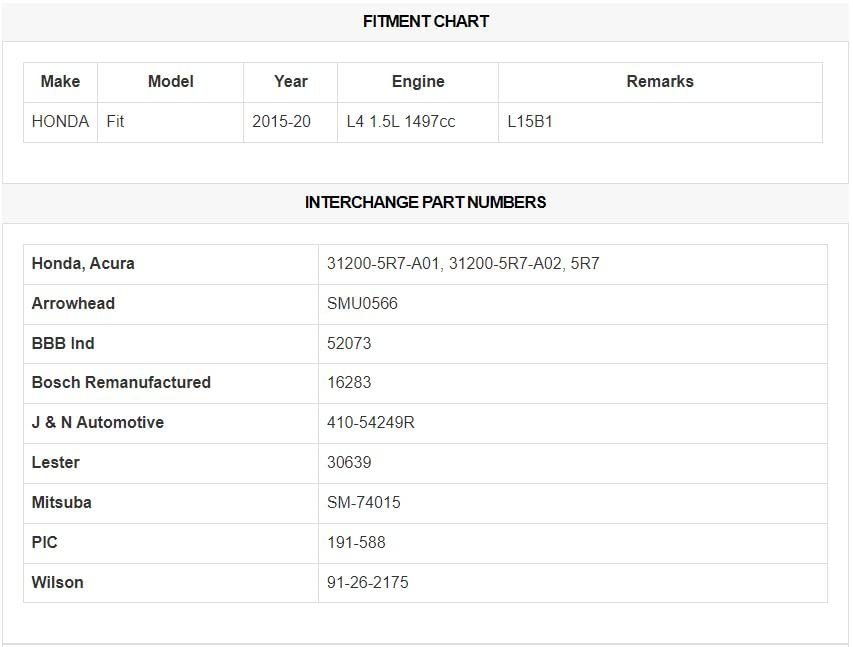 FITMENT CHART
Make Model Year Engine Remarks
HONDA Fit 2015-20 L4 1.5L 1497cc L15B1
INTERCHANGE PART NUMBERS
Honda, Acura 31200-5R7-A01, 31200-5R7-A02, 5R7
Arrowhead SMU0566
BBB Ind 52073
Bosch Remanufactured 16283
J & N Automotive 410-54249R
Lester 30639
Mitsuba SM-74015
PIC 191-588
Wilson 91-26-2175